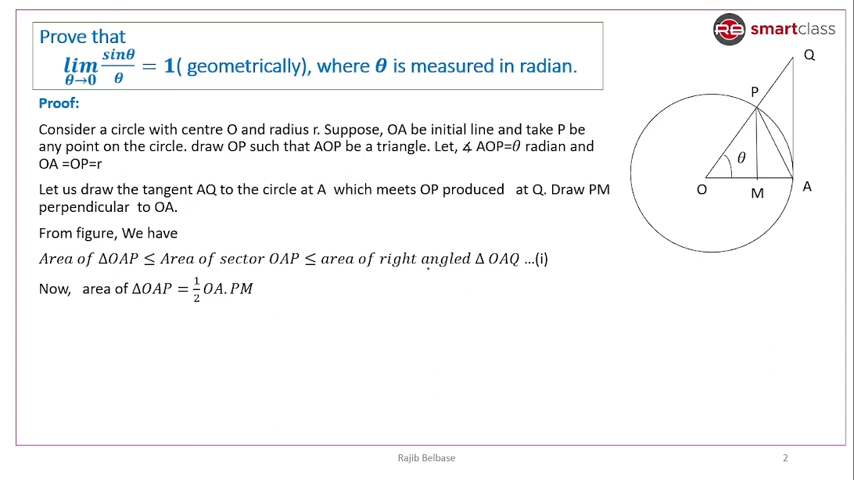 RB smartclass
Prove that
lim θ→0 sinθ/θ = 1( geometrically), where θ is measured in radian.
Proof:
Consider a circle with centre O and radius r. Suppose, OA be initial line and take P be
any point on the circle. draw OP such that AOP be a triangle. Let, ∡ AOP=θ radian and
OA =OP=r
Let us draw the tangent AQ to the circle at A which meets OP produced at Q. Draw PM
perpendicular to OA.
From figure, We have
Area of ΔOAP ≤ Area of sector OAP ≤ area of right angled Δ OAQ ...(i)
Now, area of ΔOAP = 1/2 OA. PM
Q
P
θ
O
M
A
Rajib Belbase
2